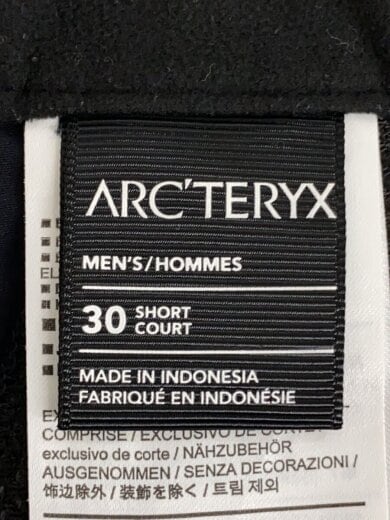 ARC'TERYX
MEN'S/HOMMES
30 SHORT
COURT
MADE IN INDONESIA
FABRIQUÉ EN INDONÉSIE
COMPRISE / EXCLUSIVO DE
exclusivo de corte / NÄHZUBEHÖR
AUSGENOMMEN / SENZA DECORAZIONI /
饰边除外 / 装飾を除く / 트림 제외